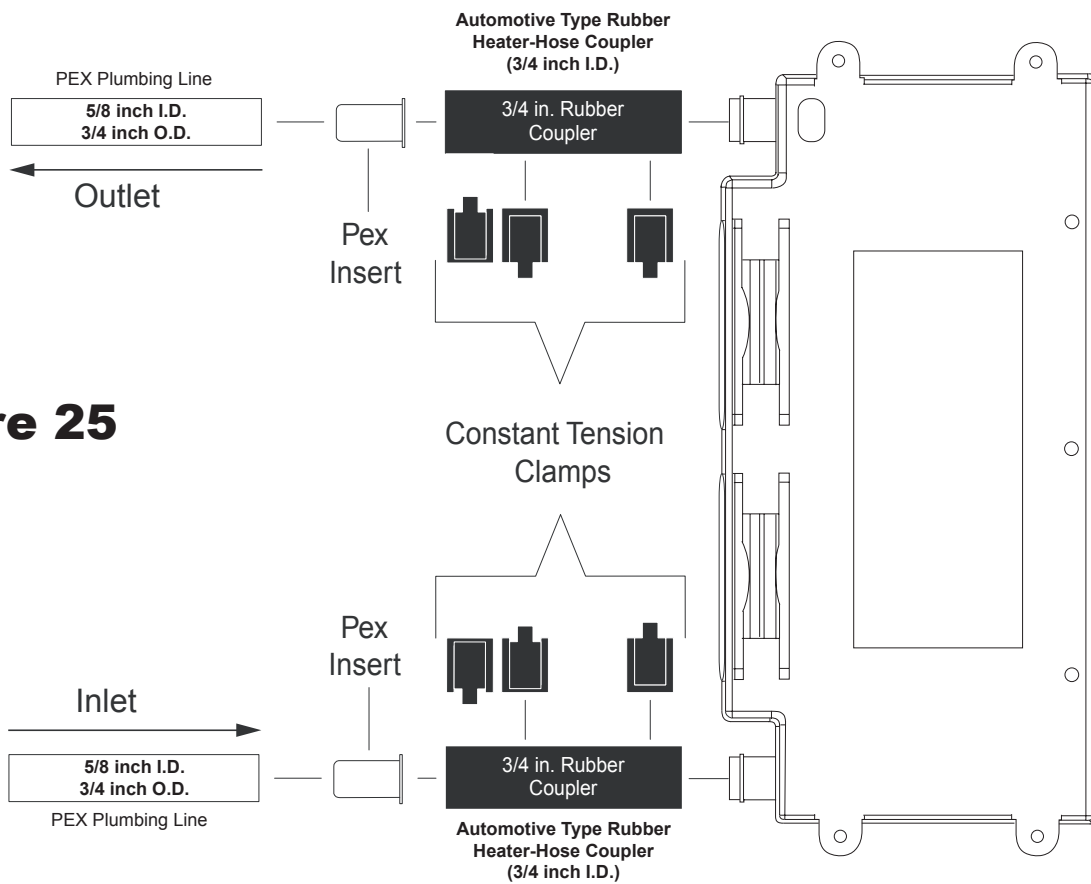 Automotive Type Rubber
Heater-Hose Coupler
(3/4 inch I.D.)
PEX Plumbing Line
5/8 inch I.D.
3/4 inch O.D.
3/4 in. Rubber
Coupler
Outlet
Pex
Insert
re 25
Constant Tension
Clamps
Pex
Insert
Inlet
5/8 inch I.D.
3/4 inch O.D.
3/4 in. Rubber
Coupler
PEX Plumbing Line
Automotive Type Rubber
Heater-Hose Coupler
(3/4 inch I.D.)